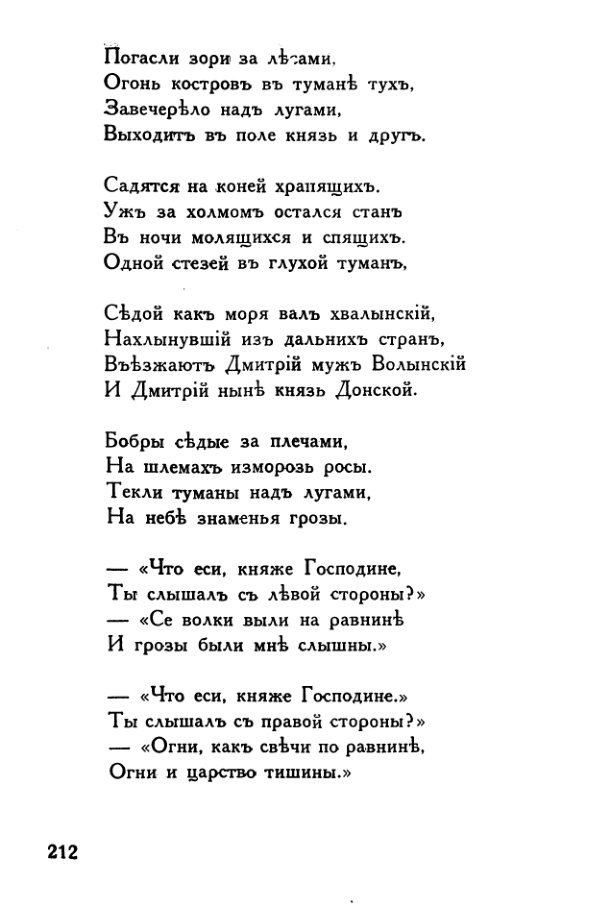 Погасли зори за лѣсами,
Огонь костровъ въ туманѣ тухъ,
Завечерѣло надъ лугами,
Выходитъ въ поле князь и другъ.
Садятся на коней храпящихъ.
Ужъ за холмомъ остался станъ
Въ ночи молящихся и спящихъ.
Одной стезей въ глухой туманъ,
Сѣдой какъ моря валъ хвалынскій,
Нахлынувшій изъ дальнихъ странъ,
Въѣзжаютъ Дмитрій мужъ Волынскій
И Дмитрій нынѣ князь Донской.
Бобры сѣдые за плечами,
На шлемахъ изморозь росы.
Текли туманы надъ лугами,
На небѣ знаменья грозы.
— «Что еси, княже Господине,
Ты слышалъ съ лѣвой стороны?»
— «Се волки выли на равнинѣ
И грозы были мнѣ слышны.»
— «Что еси, княже Господине.»
Ты слышалъ съ правой стороны?»
— «Огни, какъ свѣчи по равнинѣ,
Огни и царство тишины.»
212